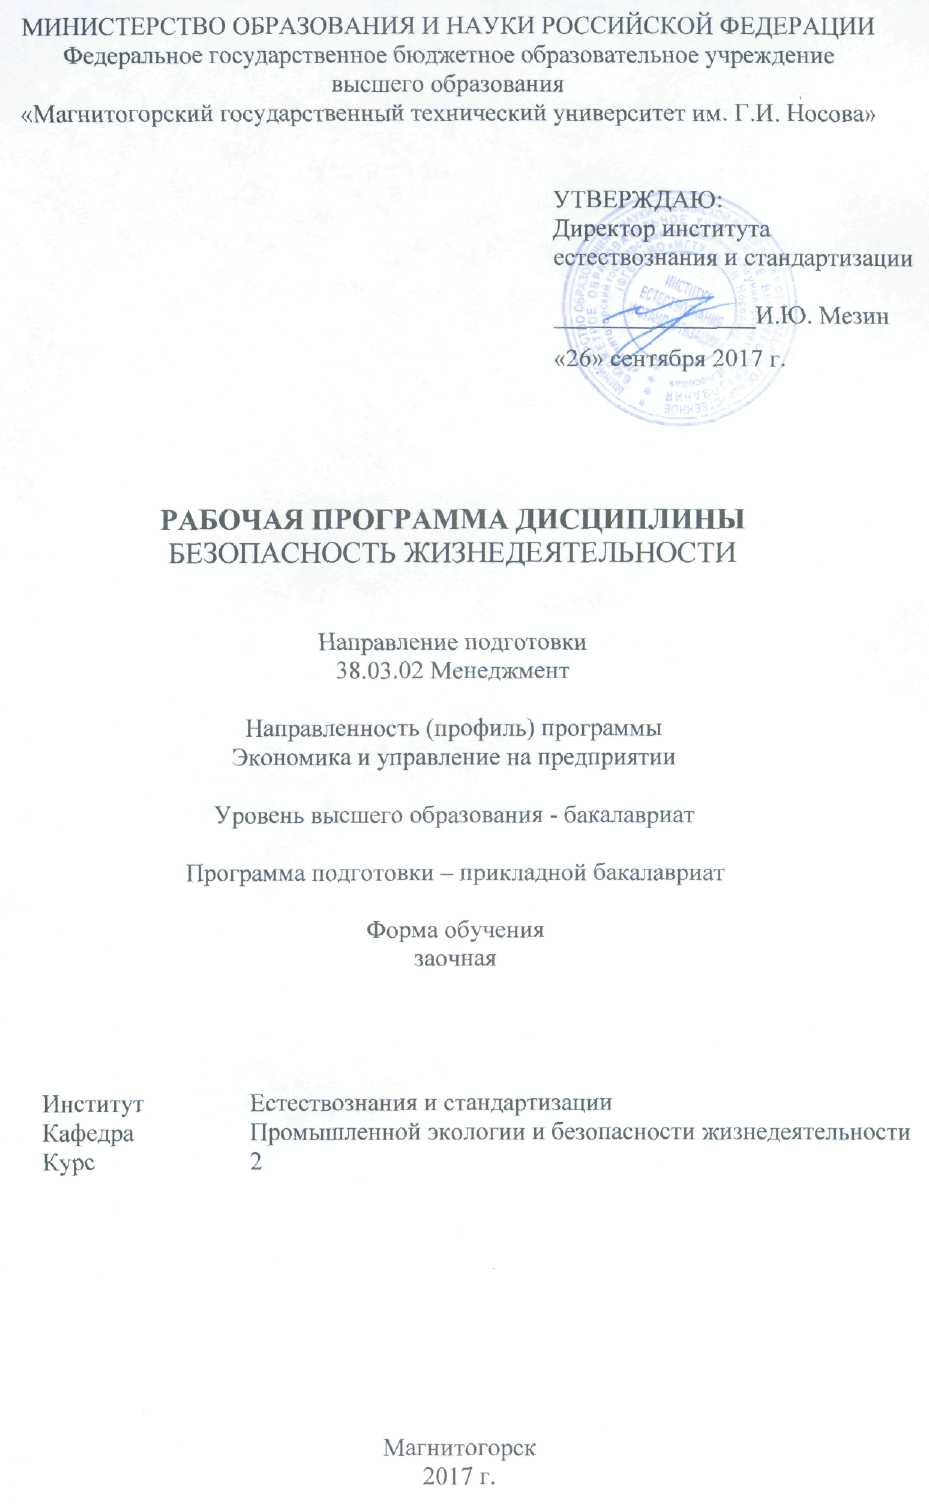 МИНИСТЕРСТВО ОБРАЗОВАНИЯ И НАУКИ РОССИЙСКОЙ ФЕДЕРАЦИИ
Федеральное государственное бюджетное образовательное учреждение
высшего образования
«Магнитогорский государственный технический университет им. Г.И. Носова»
УТВЕРЖДАЮ:
Директор института
естествознания и стандартизации
И.Ю. Мезин
«26» сентября 2017 г.
РАБОЧАЯ ПРОГРАММА ДИСЦИПЛИНЫ
БЕЗОПАСНОСТЬ ЖИЗНЕДЕЯТЕЛЬНОСТИ
Направление подготовки
38.03.02 Менеджмент
Направленность (профиль) программы
Экономика и управление на предприятии
Уровень высшего образования - бакалавриат
Программа подготовки – прикладной бакалавриат
Форма обучения
заочная
Институт Естествознания и стандартизации
Кафедра Промышленной экологии и безопасности жизнедеятельности
Курс 2
Магнитогорск
2017 г.